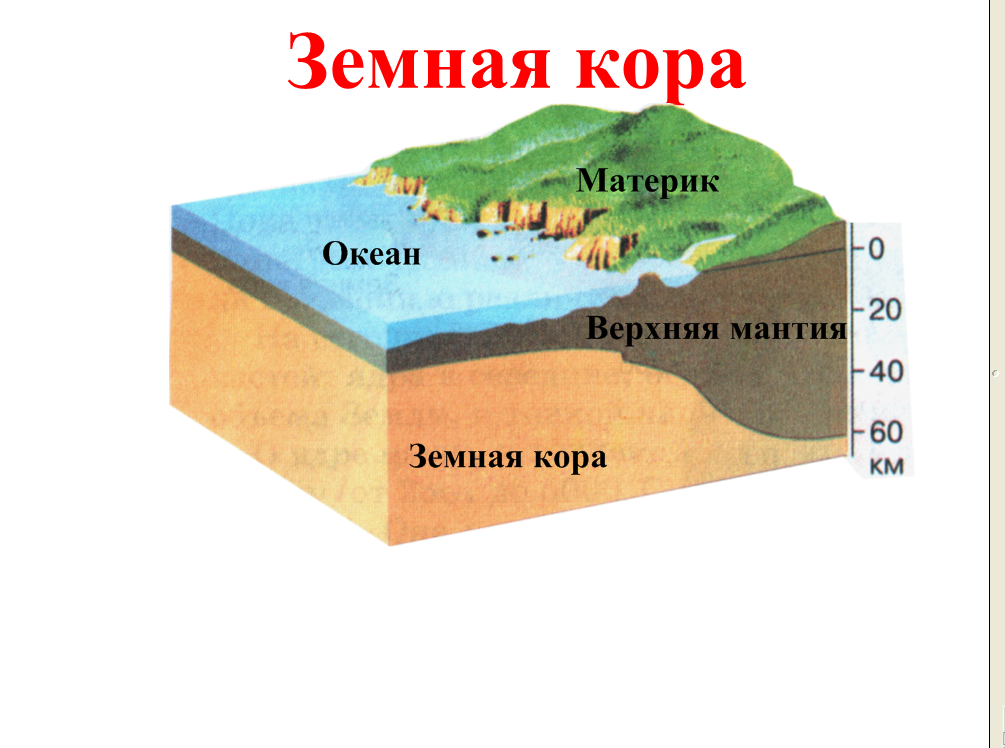 Земная кора
Материк
Океан
0
20
Верхняя мантия
40
60
км
Земная кора